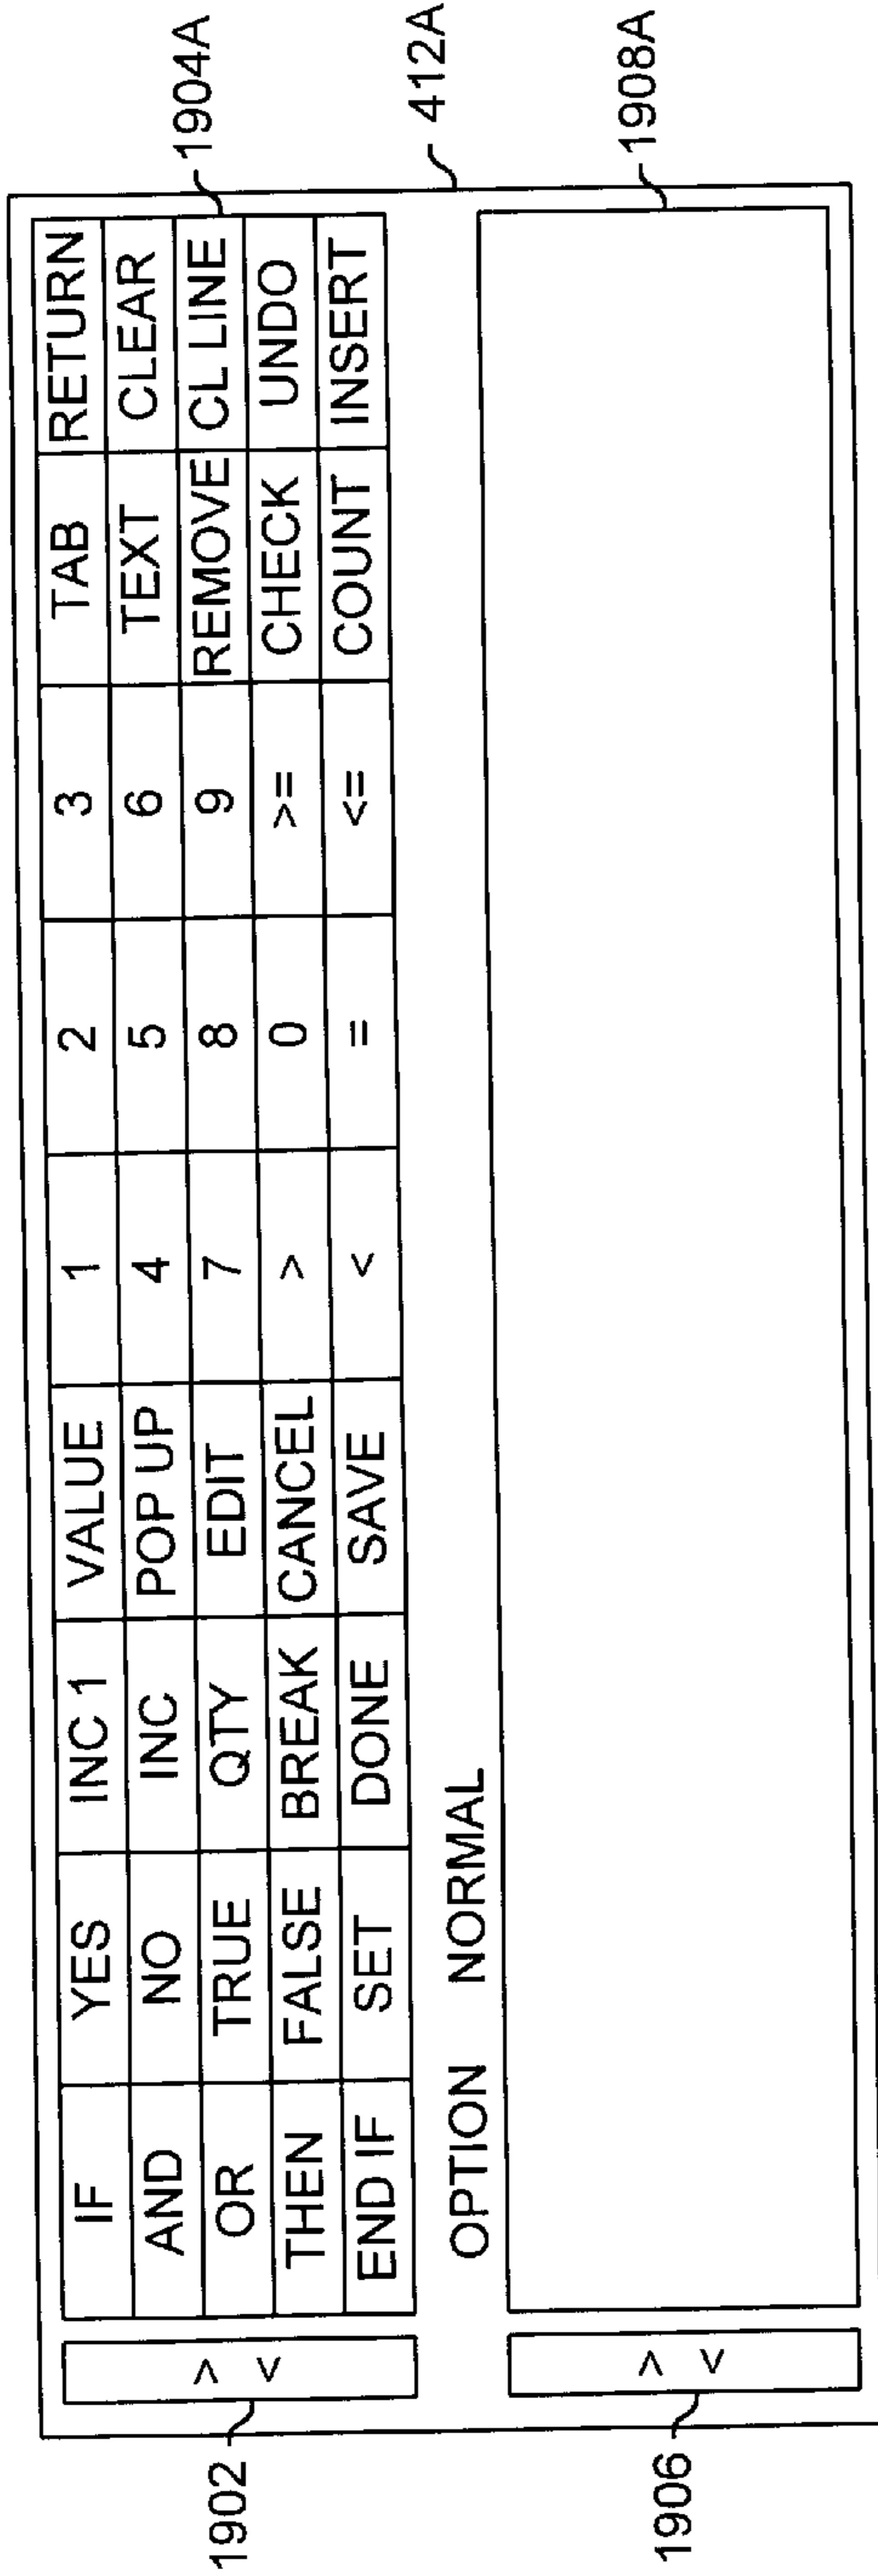 IF YES INC 1 VALUE 1 2 3 TAB RETURN
AND NO INC POP UP 4 5 6 TEXT CLEAR
1902 OR TRUE QTY EDIT 7 8 9 REMOVE CL LINE 1904A
THEN FALSE BREAK CANCEL > 0 >= CHECK UNDO
END IF SET DONE SAVE < = <= COUNT INSERT
412A
OPTION NORMAL
1906 1908A